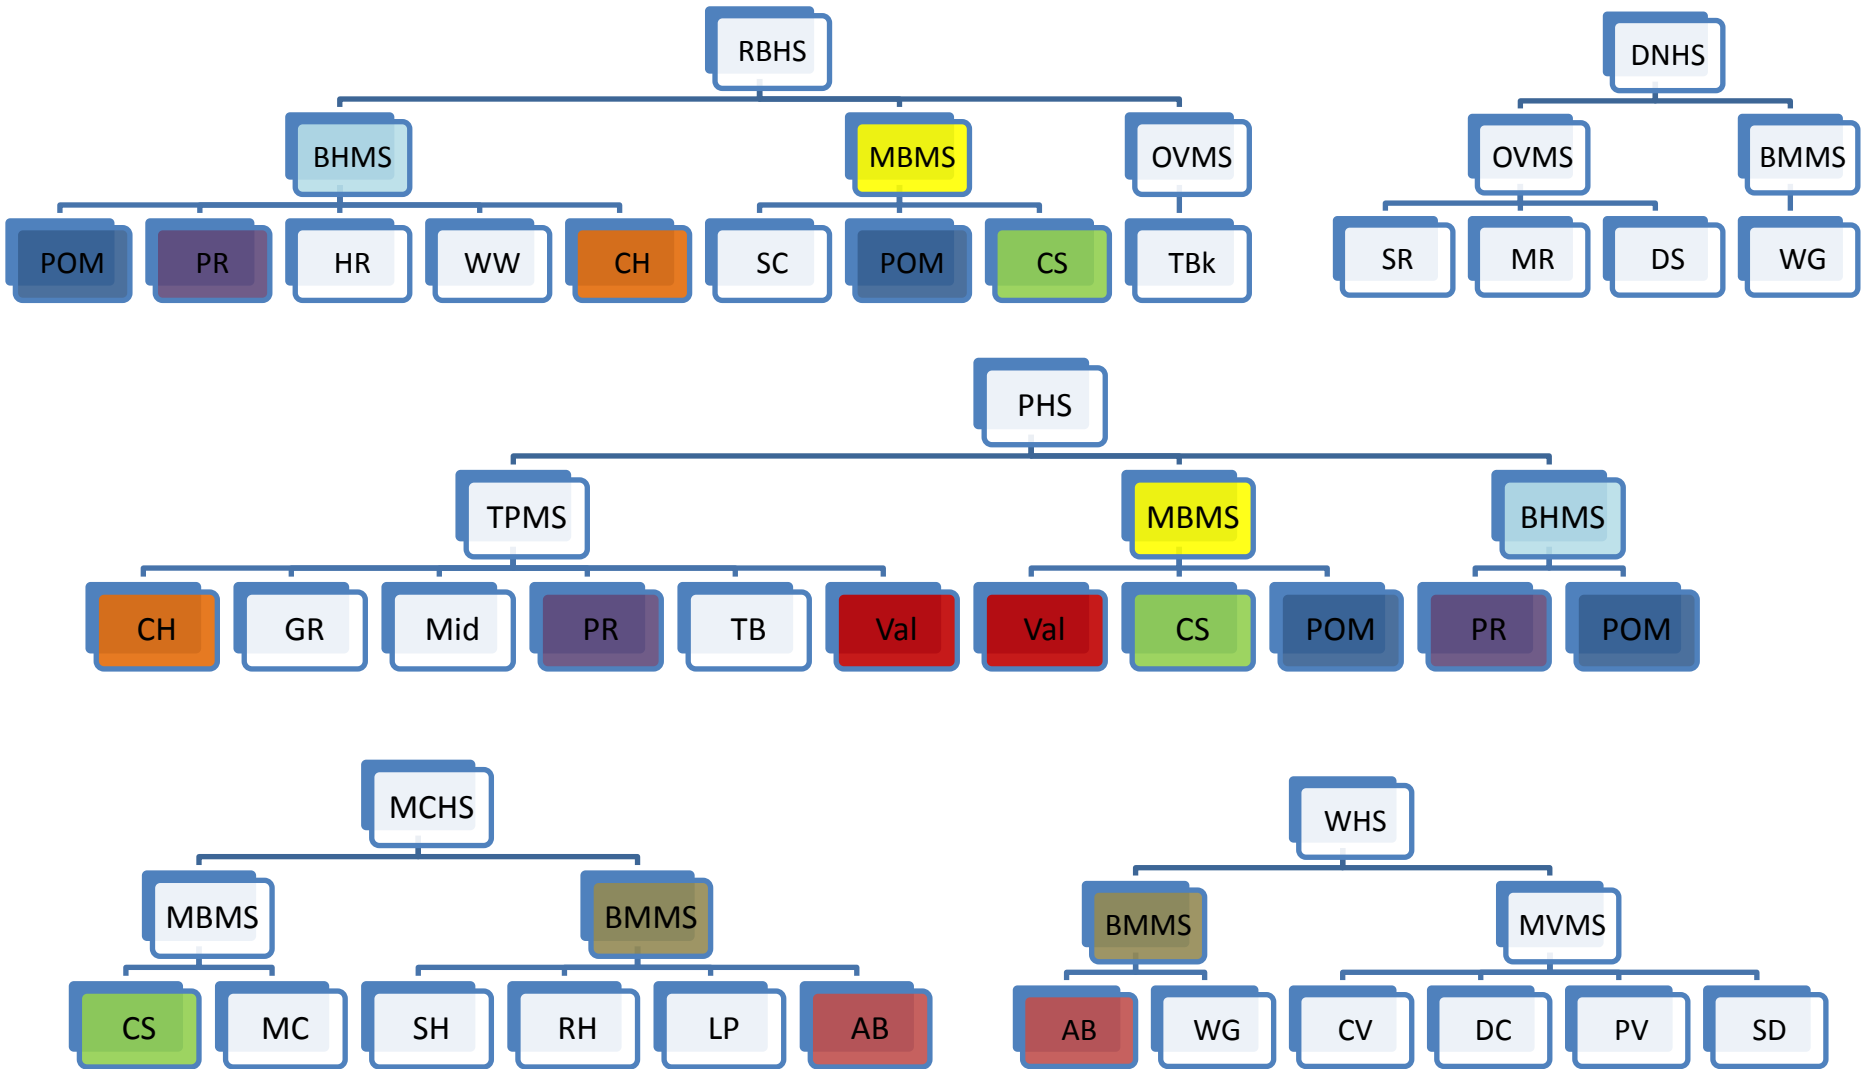 RBHS
DNHS
BHMS
MBMS
OVMS
OVMS
BMMS
POM
PR
HR
WW
CH
SC
POM
CS
TBk
SR
MR
DS
WG
PHS
TPMS
MBMS
BHMS
CH
GR
Mid
PR
TB
Val
Val
CS
POM
PR
POM
MCHS
WHS
MBMS
BMMS
BMMS
MVMS
CS
MC
SH
RH
LP
AB
AB
WG
CV
DC
PV
SD